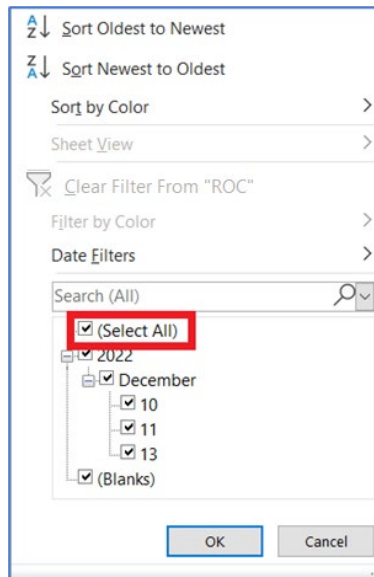 Sort Oldest to Newest
Sort Newest to Oldest
Sort by Color
Sheet View
Clear Filter From "ROC"
Filter by Color
Date Filters
Search (All)
(Select All)
2022
December
10
11
13
(Blanks)
OK Cancel